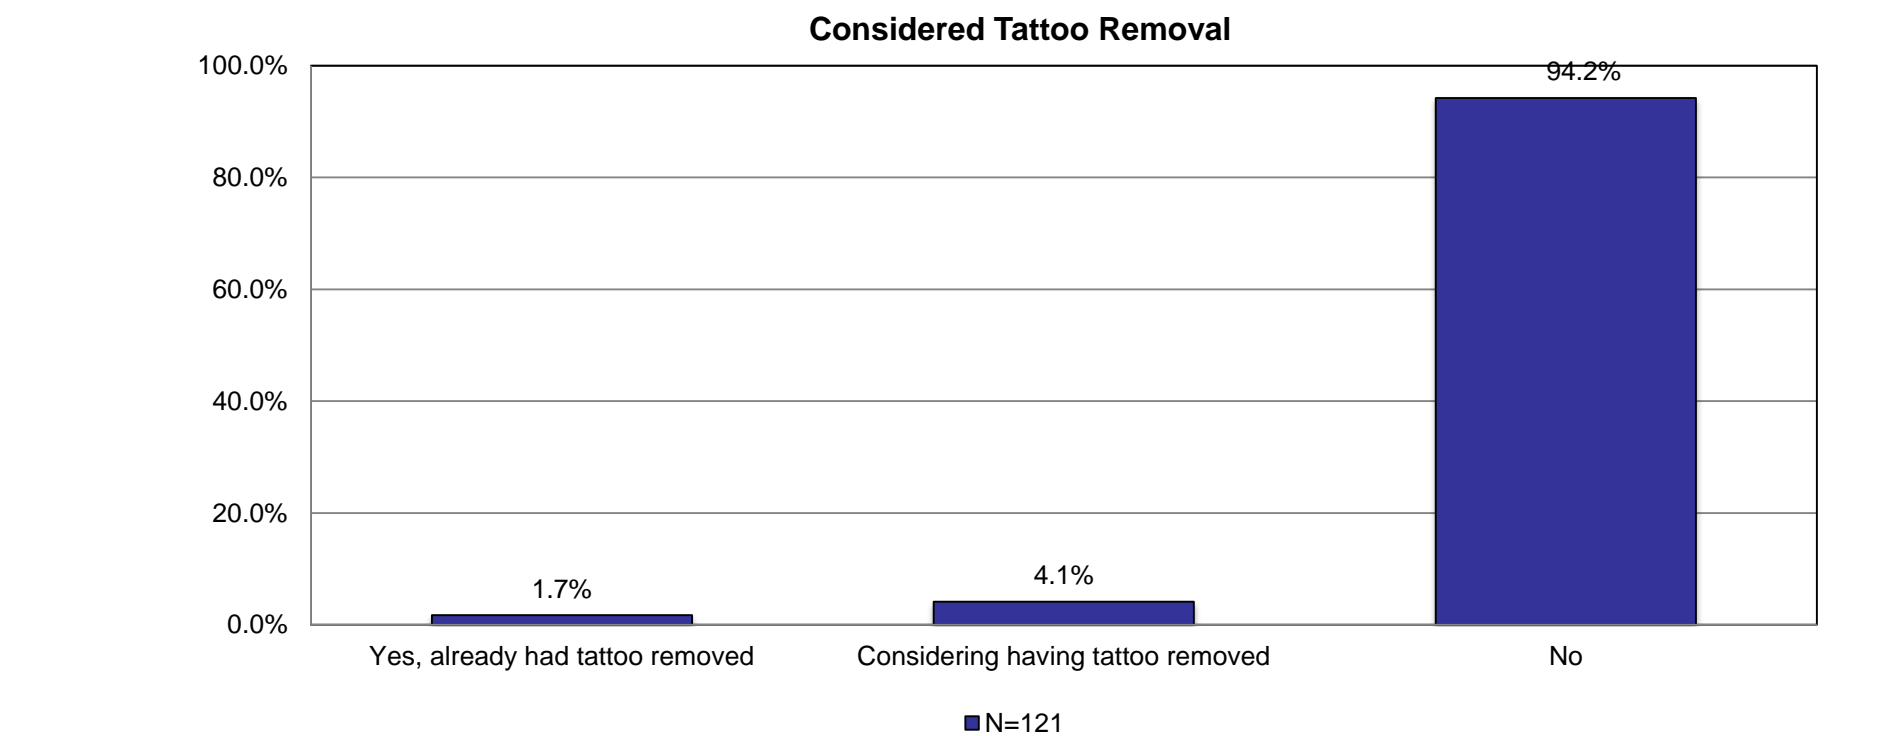 Considered Tattoo Removal
100.0%
94.2%
80.0%
60.0%
40.0%
20.0%
4.1%
1.7%
0.0%
Yes, already had tattoo removed
Considering having tattoo removed
No
N=121